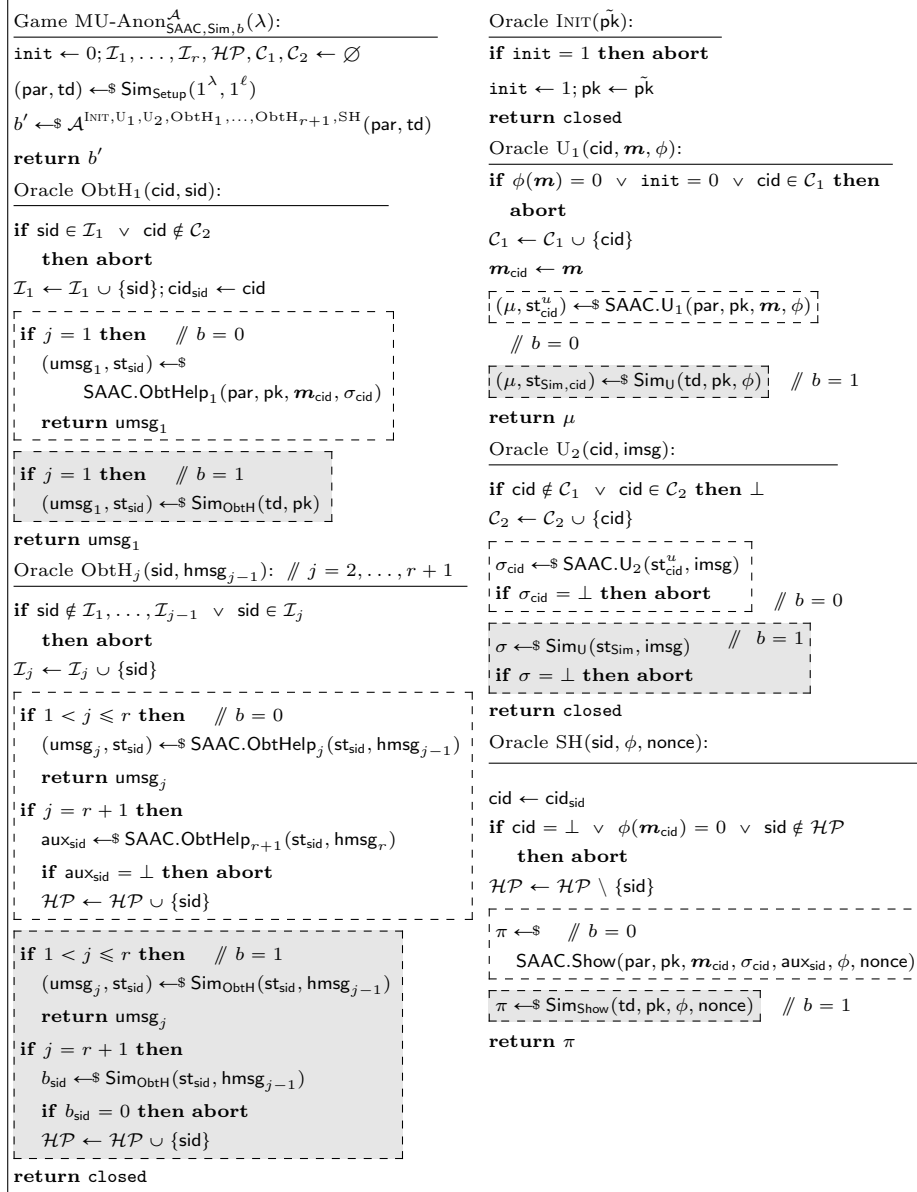 Game MU-Anon^A_{SAAC,Sim,b}(λ):
init ← 0; I_1, . . . , I_r, HP, C_1, C_2 ← ∅
(par, td) ←$ Sim_Setup(1^λ, 1^ℓ)
b′ ←$ A^{INIT,U_1,U_2,ObtH_1,...,ObtH_{r+1},SH}(par, td)
return b′
Oracle ObtH_1(cid, sid):
if sid ∈ I_1 ∨ cid ∉ C_2
then abort
I_1 ← I_1 ∪ {sid}; cid_sid ← cid
if j = 1 then // b = 0
(umsg_1, st_sid) ←$
SAAC.ObtHelp_1(par, pk, m_cid, σ_cid)
return umsg_1
if j = 1 then // b = 1
(umsg_1, st_sid) ←$ Sim_ObtH(td, pk)
return umsg_1
Oracle ObtH_j(sid, hmsg_{j−1}): // j = 2, . . . , r + 1
if sid ∉ I_1, . . . , I_{j−1} ∨ sid ∈ I_j
then abort
I_j ← I_j ∪ {sid}
if 1 < j ⩽ r then // b = 0
(umsg_j, st_sid) ←$ SAAC.ObtHelp_j(st_sid, hmsg_{j−1})
return umsg_j
if j = r + 1 then
aux_sid ←$ SAAC.ObtHelp_{r+1}(st_sid, hmsg_r)
if aux_sid = ⊥ then abort
HP ← HP ∪ {sid}
if 1 < j ⩽ r then // b = 1
(umsg_j, st_sid) ←$ Sim_ObtH(st_sid, hmsg_{j−1})
return umsg_j
if j = r + 1 then
b_sid ←$ Sim_ObtH(st_sid, hmsg_{j−1})
if b_sid = 0 then abort
HP ← HP ∪ {sid}
return closed
Oracle INIT(p̃k):
if init = 1 then abort
init ← 1; pk ← p̃k
return closed
Oracle U_1(cid, m, ϕ):
if ϕ(m) = 0 ∨ init = 0 ∨ cid ∈ C_1 then
abort
C_1 ← C_1 ∪ {cid}
m_cid ← m
(μ, st^u_cid) ←$ SAAC.U_1(par, pk, m, ϕ)
// b = 0
(μ, st_{Sim,cid}) ←$ Sim_U(td, pk, ϕ) // b = 1
return μ
Oracle U_2(cid, imsg):
if cid ∉ C_1 ∨ cid ∈ C_2 then ⊥
C_2 ← C_2 ∪ {cid}
σ_cid ←$ SAAC.U_2(st^u_cid, imsg)
if σ_cid = ⊥ then abort // b = 0
σ ←$ Sim_U(st_Sim, imsg) // b = 1
if σ = ⊥ then abort
return closed
Oracle SH(sid, ϕ, nonce):
cid ← cid_sid
if cid = ⊥ ∨ ϕ(m_cid) = 0 ∨ sid ∉ HP
then abort
HP ← HP \ {sid}
π ←$ // b = 0
SAAC.Show(par, pk, m_cid, σ_cid, aux_sid, ϕ, nonce)
π ←$ Sim_Show(td, pk, ϕ, nonce) // b = 1
return π